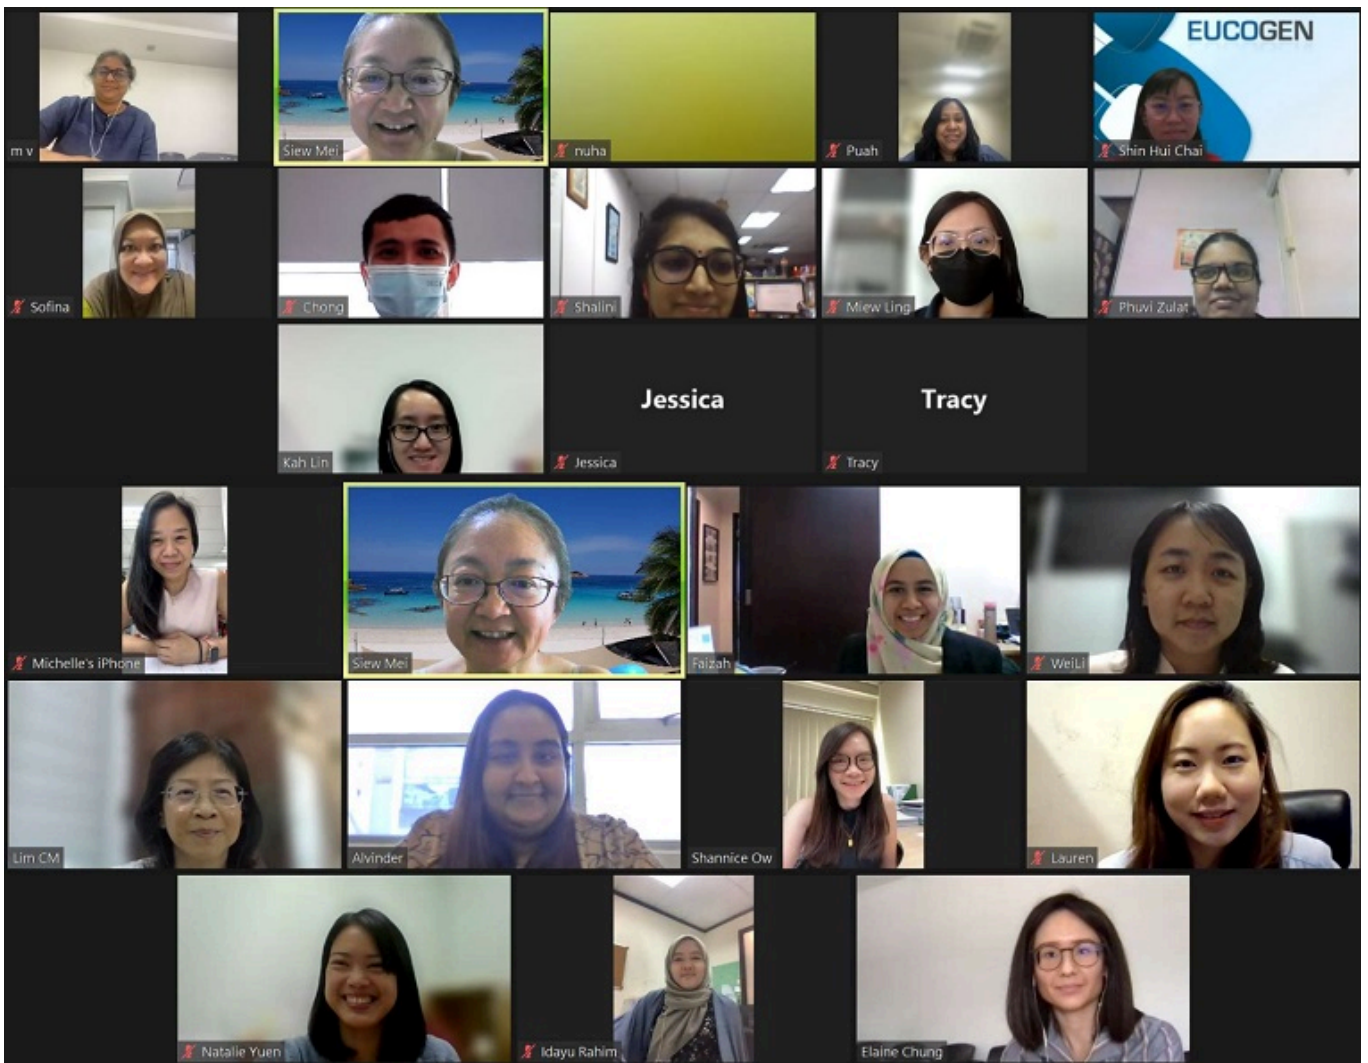 EUCOGEN
m v
Siew Mei
nuha
Puah
Shin Hui Chai
Sofina
Chong
Shalini
Miew Ling
Phuvi Zulat
Jessica
Tracy
Kah Lin
Jessica
Tracy
Michelle's iPhone
Siew Mei
Faizah
WeiLi
Lim CM
Alvinder
Shannice Ow
Lauren
Natalie Yuen
Idayu Rahim
Elaine Chung